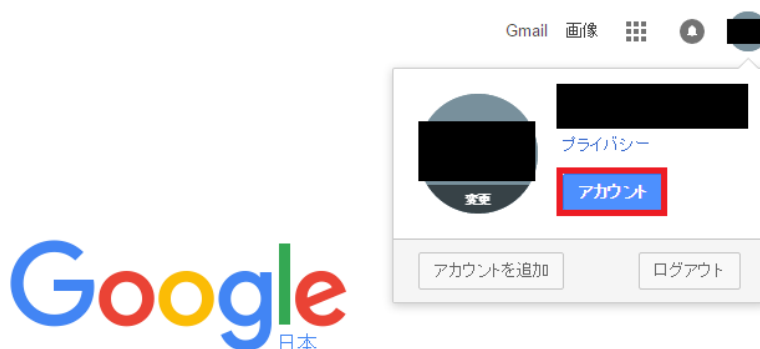 Gmail 画像
プライバシー
変更
アカウント
アカウントを追加 ログアウト
Google
日本